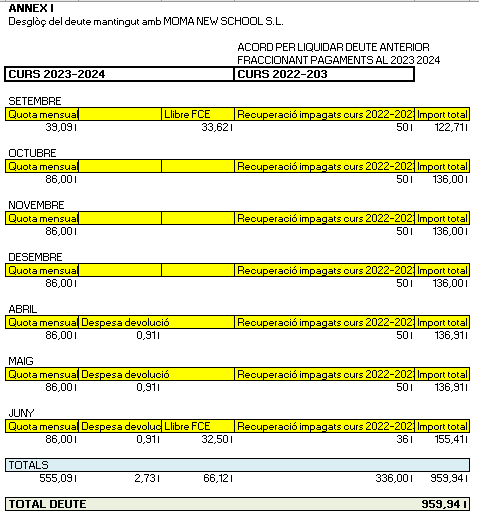 ANNEX I
Desglòç del deute mantingut amb MOMA NEW SCHOOL S.L.
ACORD PER LIQUIDAR DEUTE ANTERIOR
FRACCIONANT PAGAMENTS AL 2023 2024
CURS 2023-2024 CURS 2022-203
SETEMBRE
Quota mensual Llibre FCE Recuperació impagats curs 2022-202 Import total
39,09 33,62 50 122,71
OCTUBRE
Quota mensual Recuperació impagats curs 2022-202 Import total
86,00 50 136,00
NOVEMBRE
Quota mensual Recuperació impagats curs 2022-202 Import total
86,00 50 136,00
DESEMBRE
Quota mensual Recuperació impagats curs 2022-202 Import total
86,00 50 136,00
ABRIL
Quota mensual Despesa devolució Recuperació impagats curs 2022-202 Import total
86,00 0,91 50 136,91
MAIG
Quota mensual Despesa devolució Recuperació impagats curs 2022-202 Import total
86,00 0,91 50 136,91
JUNY
Quota mensual Despesa devoluc Llibre FCE Recuperació impagats curs 2022-202 Import total
86,00 0,91 32,50 36 155,41
TOTALS
555,09 2,73 66,12 336,00 959,94
TOTAL DEUTE 959,94